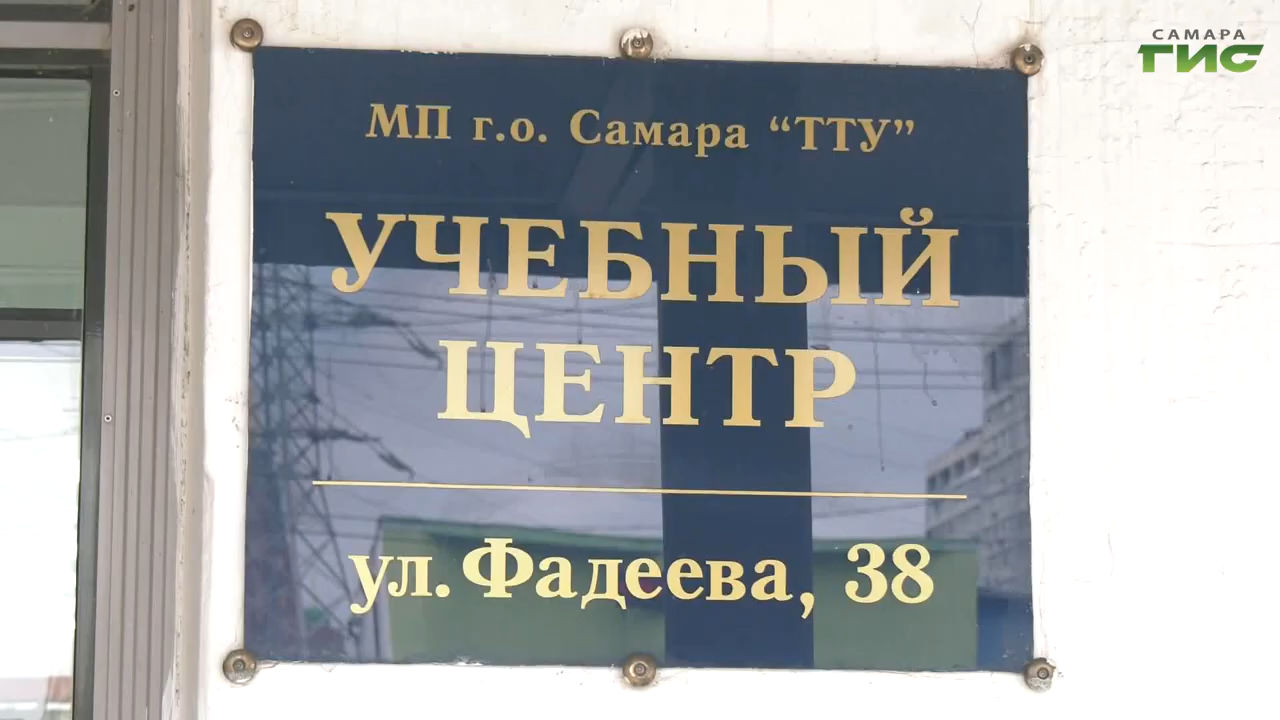 САМАРА
ГИС
МП г.о. Самара “ТТУ”
УЧЕБНЫЙ
ЦЕНТР
ул. Фадеева, 38